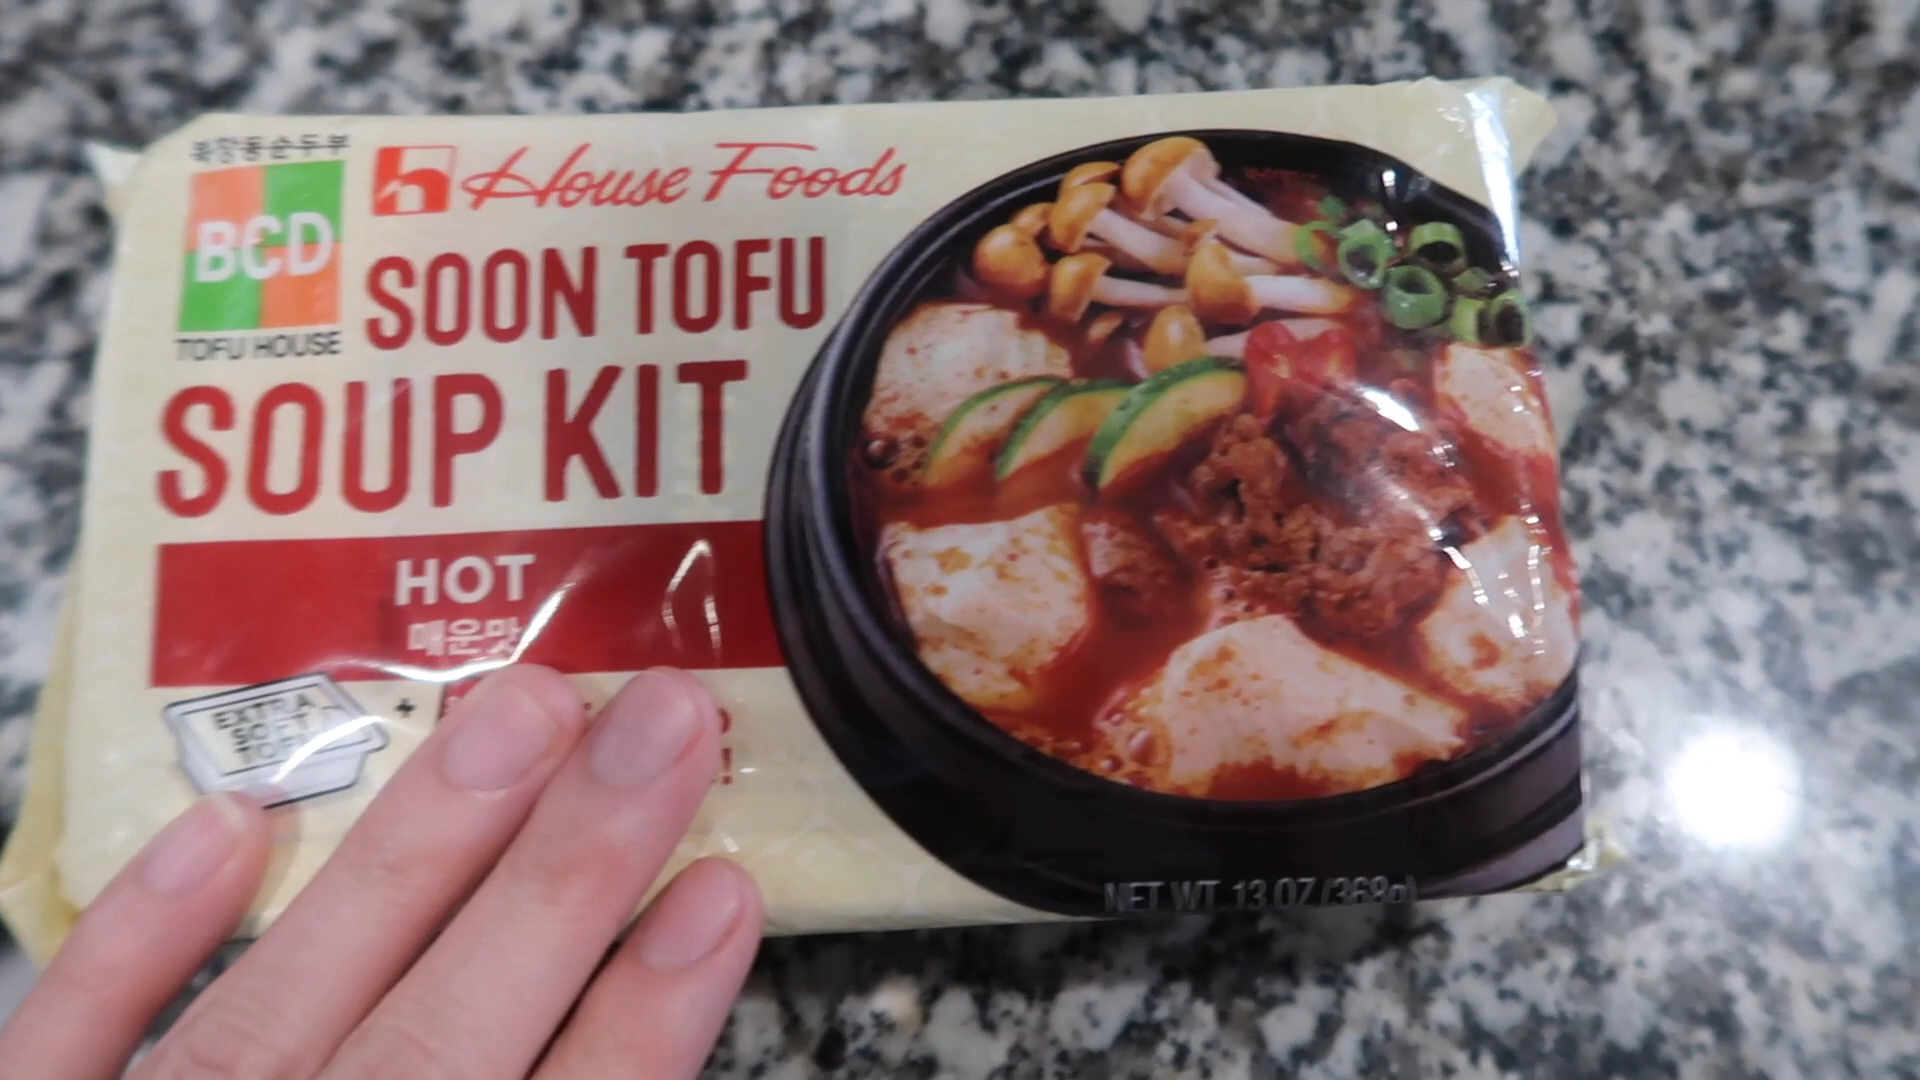 북창동순두부
BCD
TOFU HOUSE
House Foods
SOON TOFU
SOUP KIT
HOT
매운맛
EXTRA
SOFT
TOFU
+
NET WT. 13 OZ (368g)